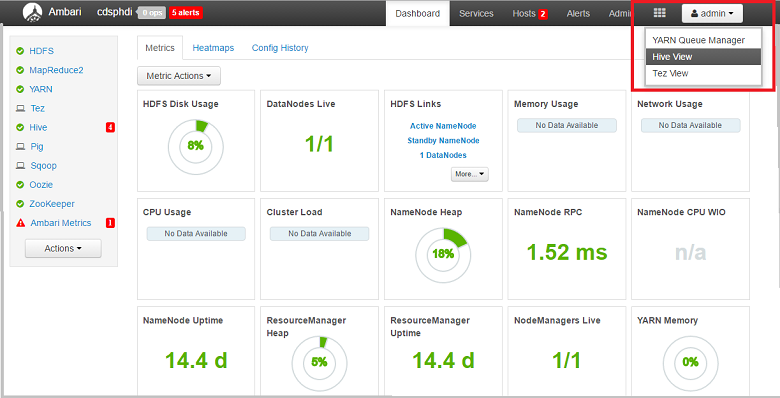 Ambari cdsphdi 0 ops 5 alerts Dashboard Services Hosts 2 Alerts Admin admin
YARN Queue Manager
Hive View
Tez View
HDFS
MapReduce2
YARN
Tez
Hive 4
Pig
Sqoop
Oozie
ZooKeeper
Ambari Metrics 1
Actions
Metrics Heatmaps Config History
Metric Actions
HDFS Disk Usage
8%
DataNodes Live
1/1
HDFS Links
Active NameNode
Standby NameNode
1 DataNodes
More...
Memory Usage
No Data Available
Network Usage
No Data Available
CPU Usage
No Data Available
Cluster Load
No Data Available
NameNode Heap
18%
NameNode RPC
1.52 ms
NameNode CPU WIO
n/a
NameNode Uptime
14.4 d
ResourceManager
Heap
5%
ResourceManager
Uptime
14.4 d
NodeManagers Live
1/1
YARN Memory
0%